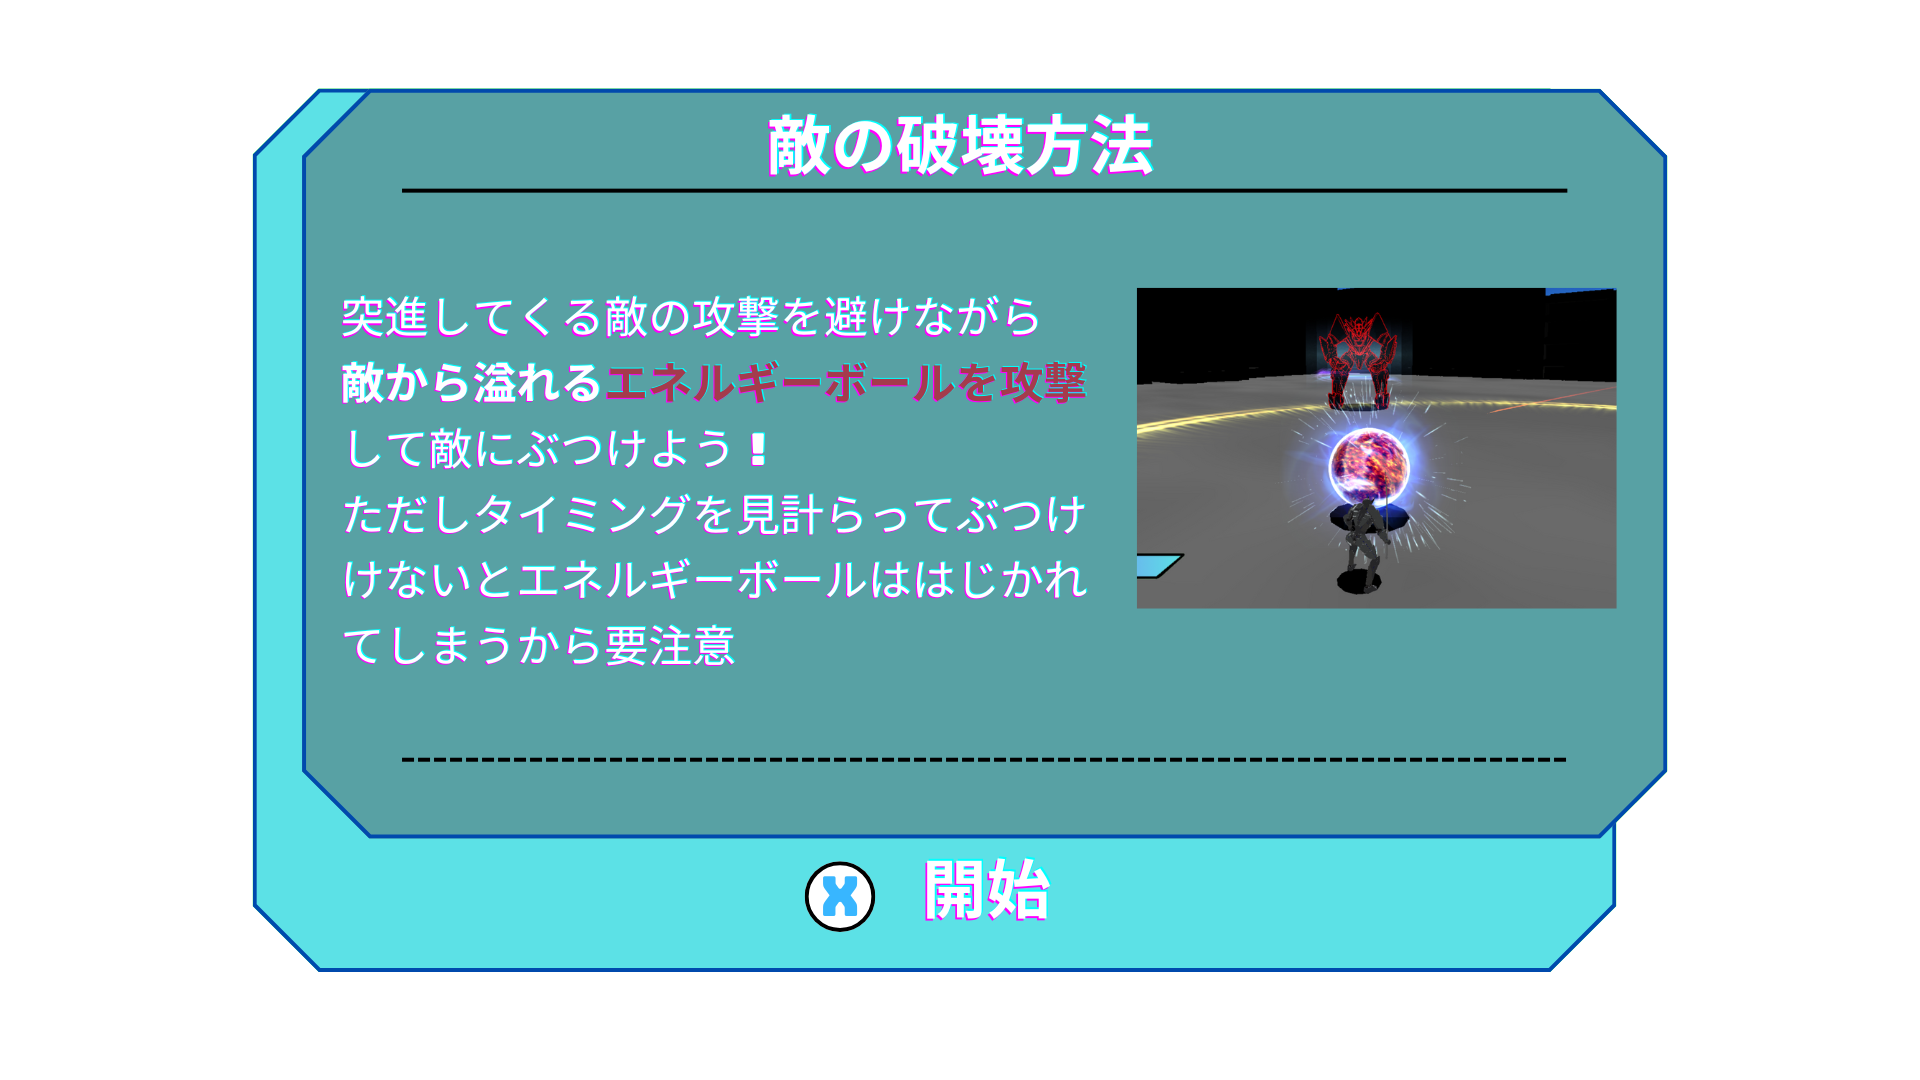 敵の破壊方法
突進してくる敵の攻撃を避けながら
敵から溢れるエネルギーボールを攻撃
して敵にぶつけよう！
ただしタイミングを見計らってぶつけ
けないとエネルギーボールははじかれ
てしまうから要注意
X 開始